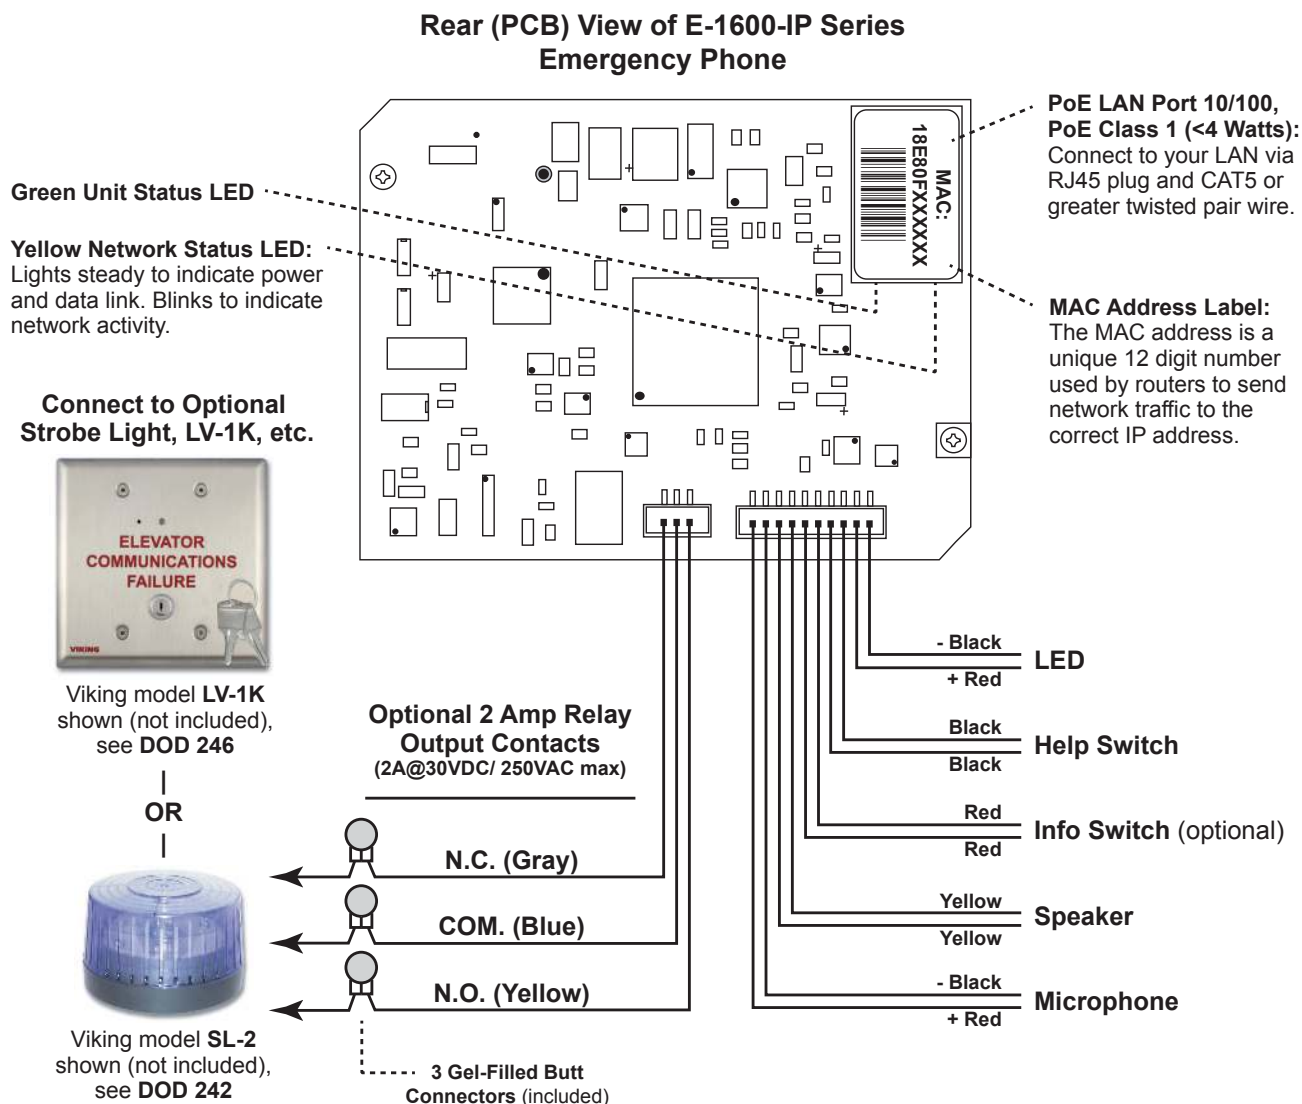 Rear (PCB) View of E-1600-IP Series
Emergency Phone
PoE LAN Port 10/100,
PoE Class 1 (<4 Watts):
Connect to your LAN via
RJ45 plug and CAT5 or
greater twisted pair wire.
MAC:
18E80FXXXXXX
Green Unit Status LED
Yellow Network Status LED:
Lights steady to indicate power
and data link. Blinks to indicate
network activity.
MAC Address Label:
The MAC address is a
unique 12 digit number
used by routers to send
network traffic to the
correct IP address.
Connect to Optional
Strobe Light, LV-1K, etc.
ELEVATOR
COMMUNICATIONS
FAILURE
VIKING
Viking model LV-1K
shown (not included),
see DOD 246
OR
Viking model SL-2
shown (not included),
see DOD 242
Optional 2 Amp Relay
Output Contacts
(2A@30VDC/ 250VAC max)
N.C. (Gray)
COM. (Blue)
N.O. (Yellow)
3 Gel-Filled Butt
Connectors (included)
- Black
+ Red
LED
Black
Black
Help Switch
Red
Red
Info Switch (optional)
Yellow
Yellow
Speaker
- Black
+ Red
Microphone